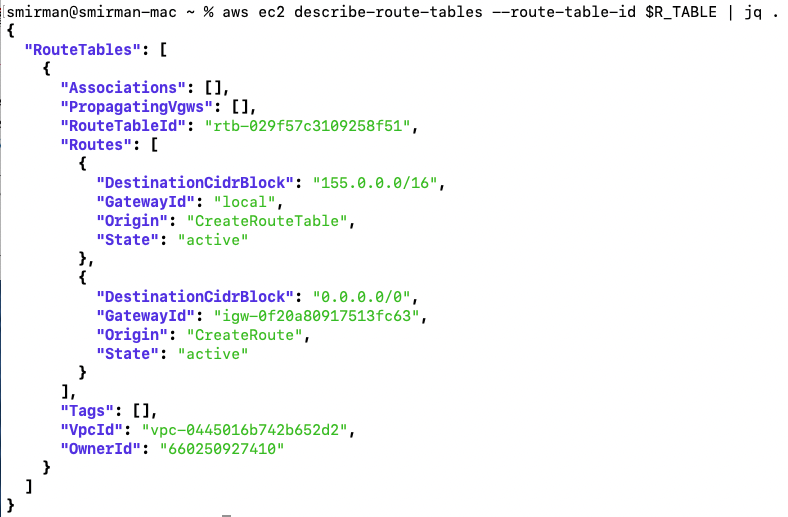 smirman@smirman-mac ~ % aws ec2 describe-route-tables --route-table-id $R_TABLE | jq .
{
  "RouteTables": [
    {
      "Associations": [],
      "PropagatingVgws": [],
      "RouteTableId": "rtb-029f57c3109258f51",
      "Routes": [
        {
          "DestinationCidrBlock": "155.0.0.0/16",
          "GatewayId": "local",
          "Origin": "CreateRouteTable",
          "State": "active"
        },
        {
          "DestinationCidrBlock": "0.0.0.0/0",
          "GatewayId": "igw-0f20a80917513fc63",
          "Origin": "CreateRoute",
          "State": "active"
        }
      ],
      "Tags": [],
      "VpcId": "vpc-0445016b742b652d2",
      "OwnerId": "660250927410"
    }
  ]
}